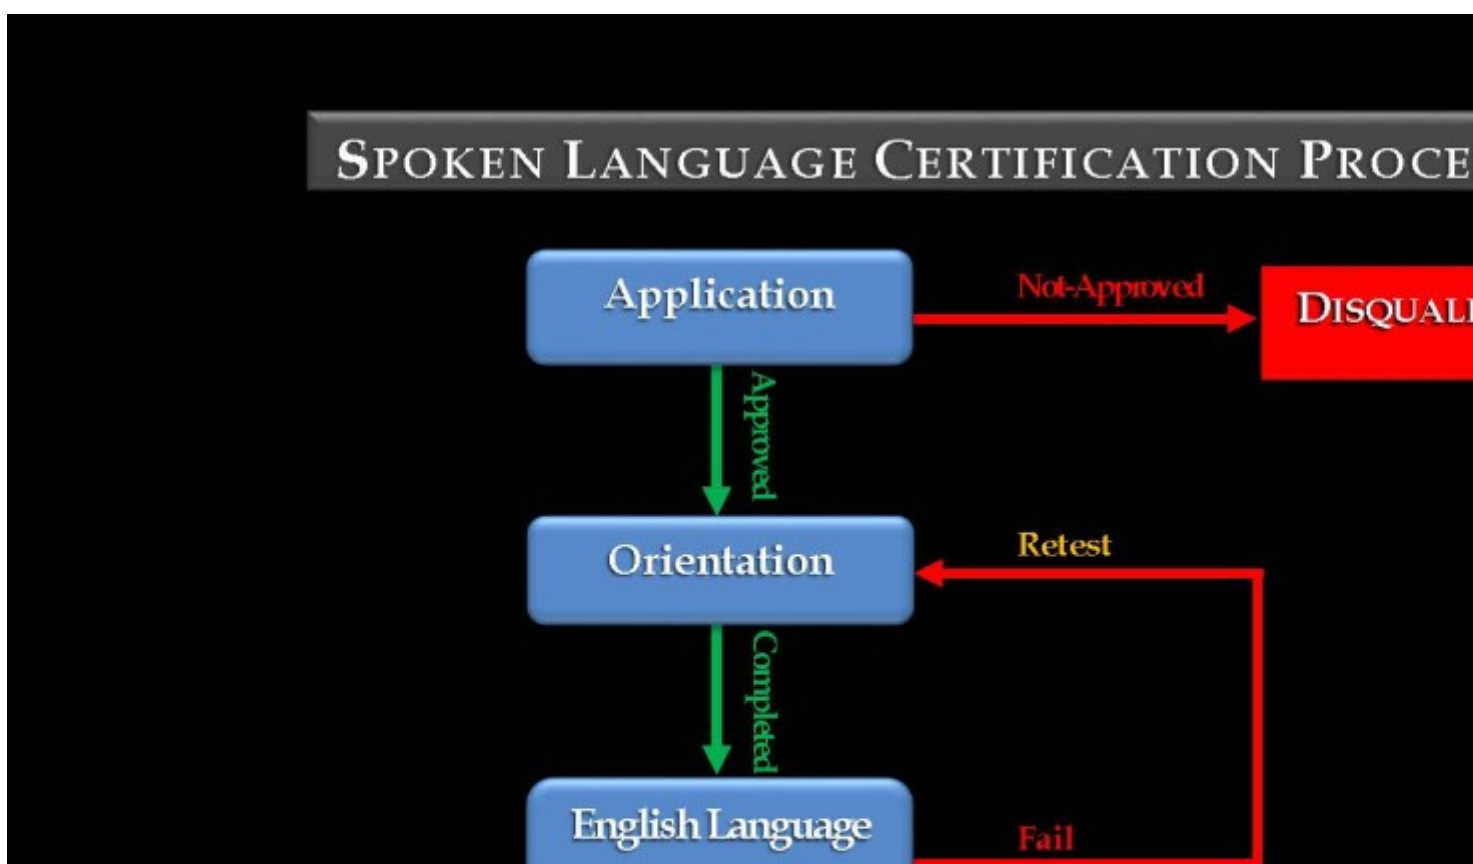 SPOKEN LANGUAGE CERTIFICATION PROCE
Application
Not-Approved
DISQUALI
Approved
Orientation
Retest
Completed
English Language
Fail